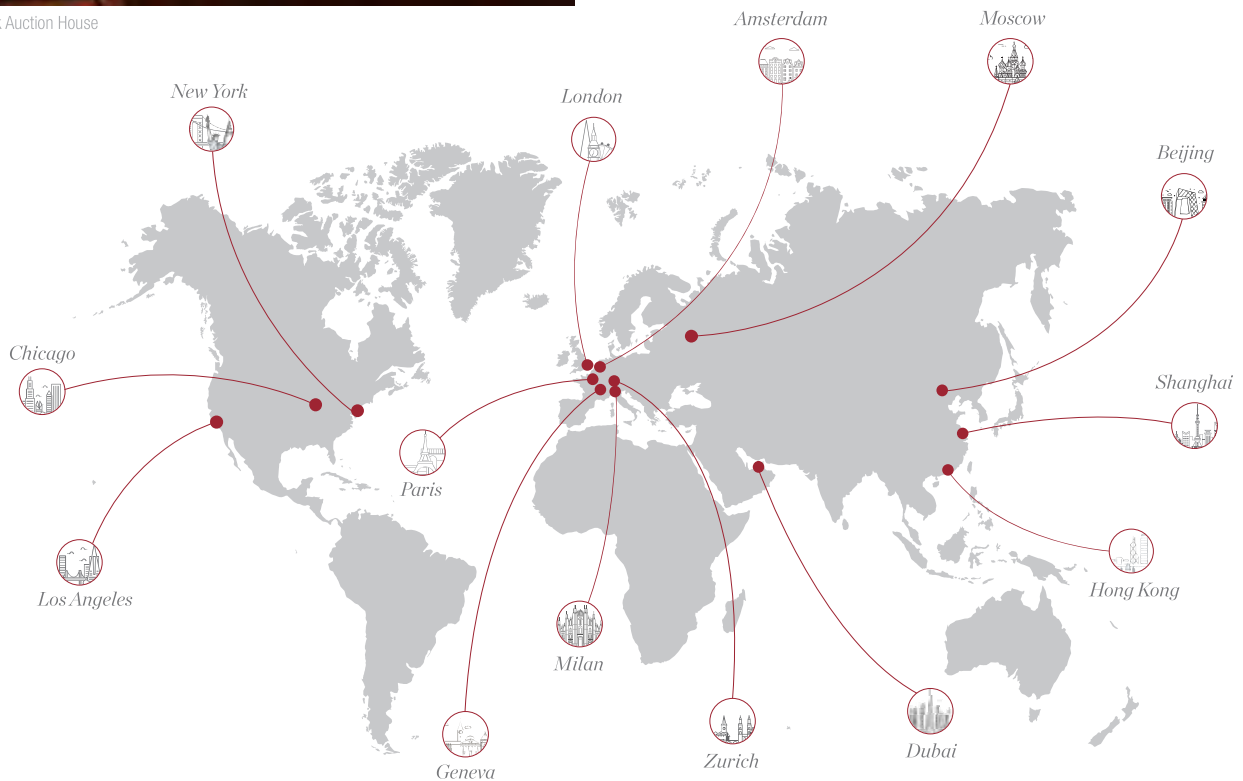 Auction House
Amsterdam
Moscow
New York
London
Beijing
Chicago
Shanghai
Paris
Hong Kong
Los Angeles
Milan
Dubai
Zurich
Geneva